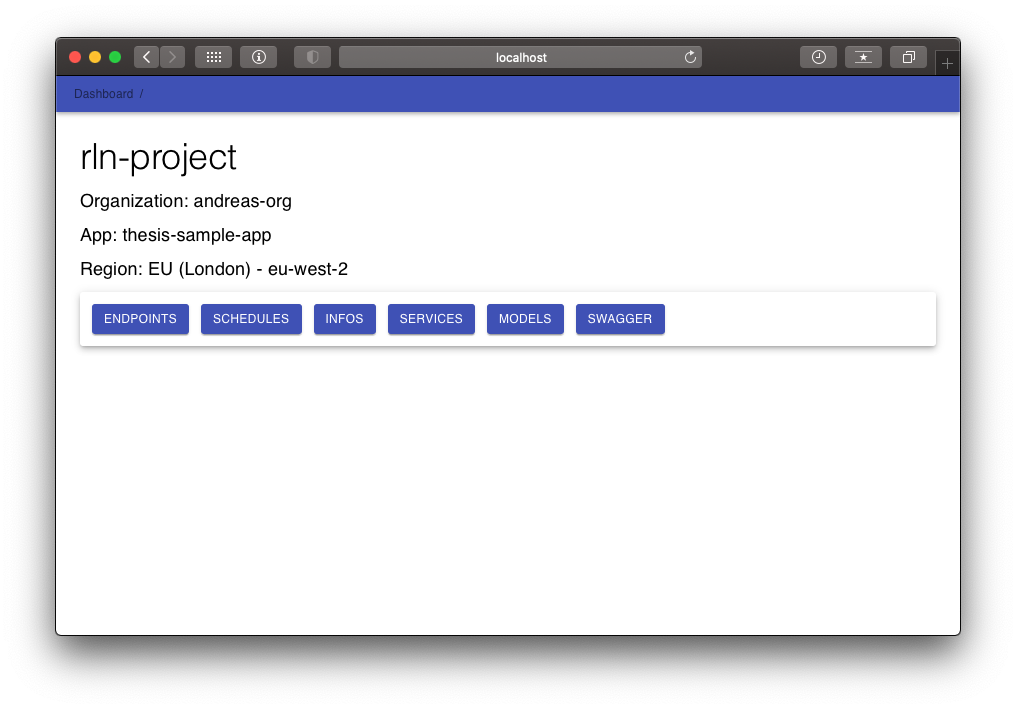 localhost
Dashboard /
rln-project
Organization: andreas-org
App: thesis-sample-app
Region: EU (London) - eu-west-2
ENDPOINTS SCHEDULES INFOS SERVICES MODELS SWAGGER